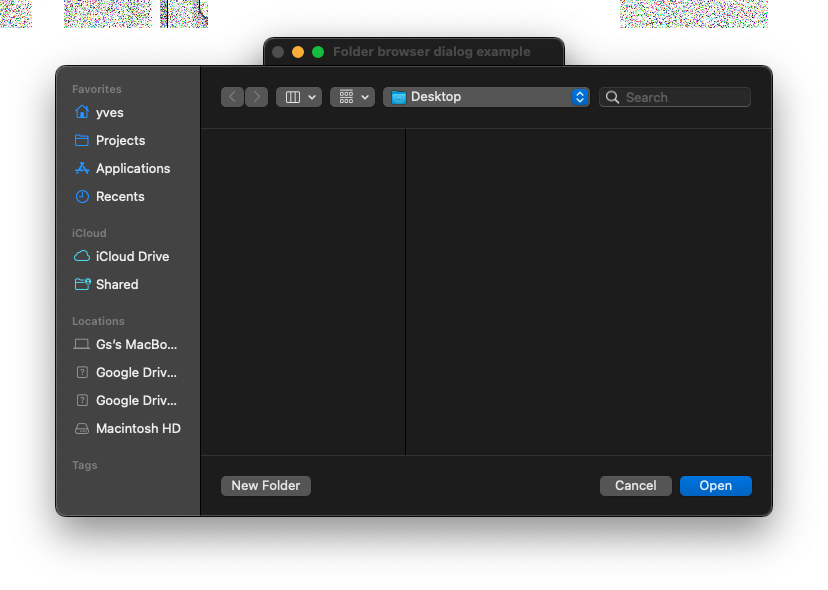 Folder browser dialog example
Favorites
yves
Projects
Applications
Recents
iCloud
iCloud Drive
Shared
Locations
Gs's MacBo...
Google Driv...
Google Driv...
Macintosh HD
Tags
Desktop
Search
New Folder
Cancel
Open